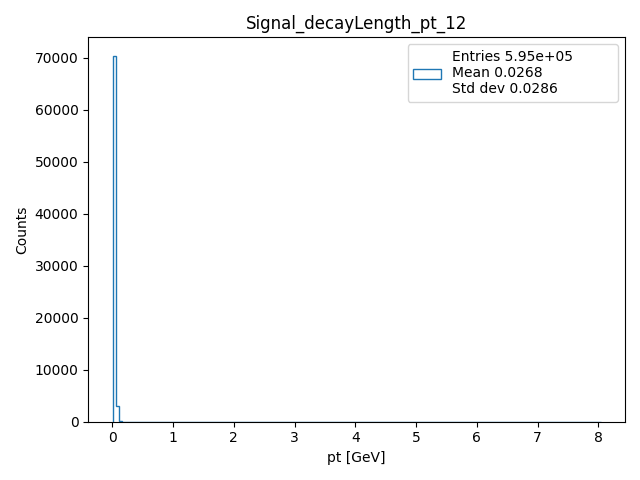 Signal_decayLength_pt_12
Entries 5.95e+05
Mean 0.0268
Std dev 0.0286
70000
60000
50000
40000
30000
20000
10000
0
Counts
0 1 2 3 4 5 6 7 8
pt [GeV]